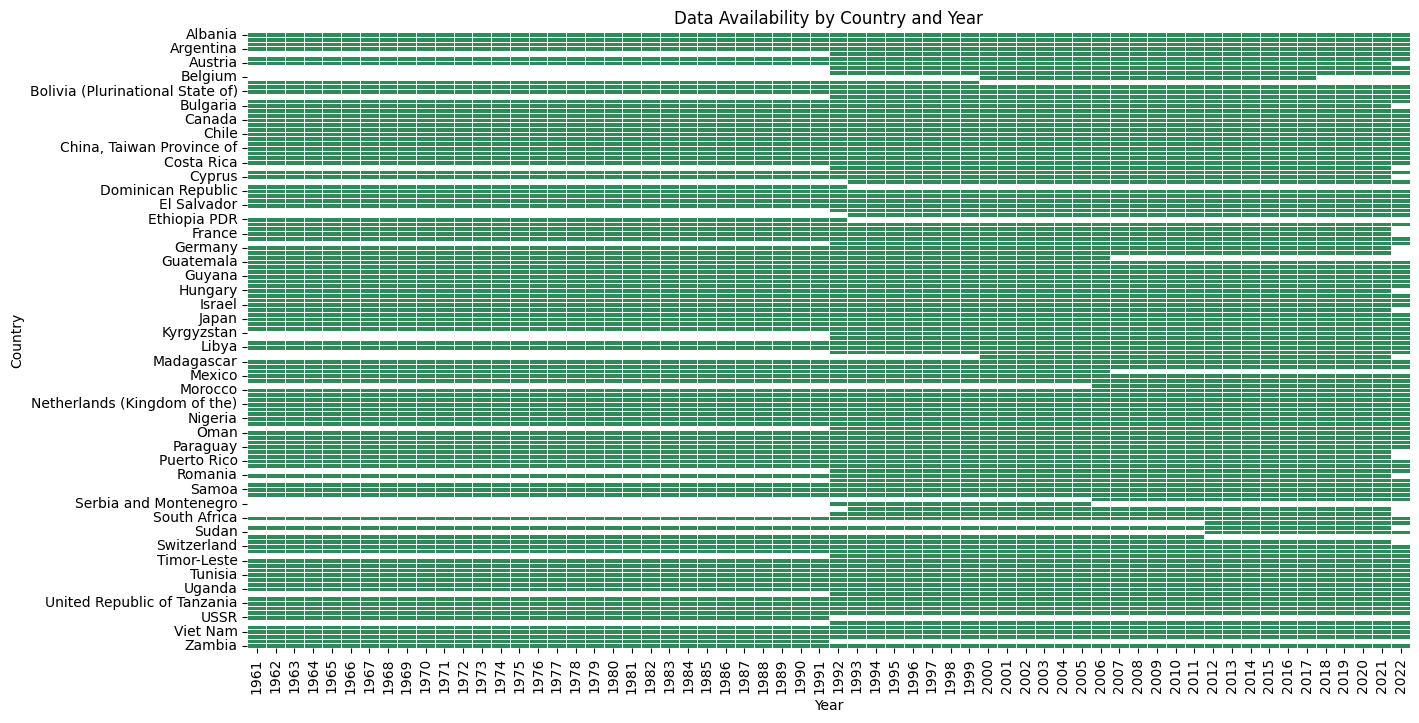 Data Availability by Country and Year
Albania
Argentina
Austria
Belgium
Bolivia (Plurinational State of)
Bulgaria
Canada
Chile
China, Taiwan Province of
Costa Rica
Cyprus
Dominican Republic
El Salvador
Ethiopia PDR
France
Germany
Guatemala
Guyana
Hungary
Israel
Japan
Kyrgyzstan
Libya
Madagascar
Mexico
Morocco
Netherlands (Kingdom of the)
Nigeria
Oman
Paraguay
Puerto Rico
Romania
Samoa
Serbia and Montenegro
South Africa
Sudan
Switzerland
Timor-Leste
Tunisia
Uganda
United Republic of Tanzania
USSR
Viet Nam
Zambia
Country
1961 1962 1963 1964 1965 1966 1967 1968 1969 1970 1971 1972 1973 1974 1975 1976 1977 1978 1979 1980 1981 1982 1983 1984 1985 1986 1987 1988 1989 1990 1991 1992 1993 1994 1995 1996 1997 1998 1999 2000 2001 2002 2003 2004 2005 2006 2007 2008 2009 2010 2011 2012 2013 2014 2015 2016 2017 2018 2019 2020 2021 2022
Year